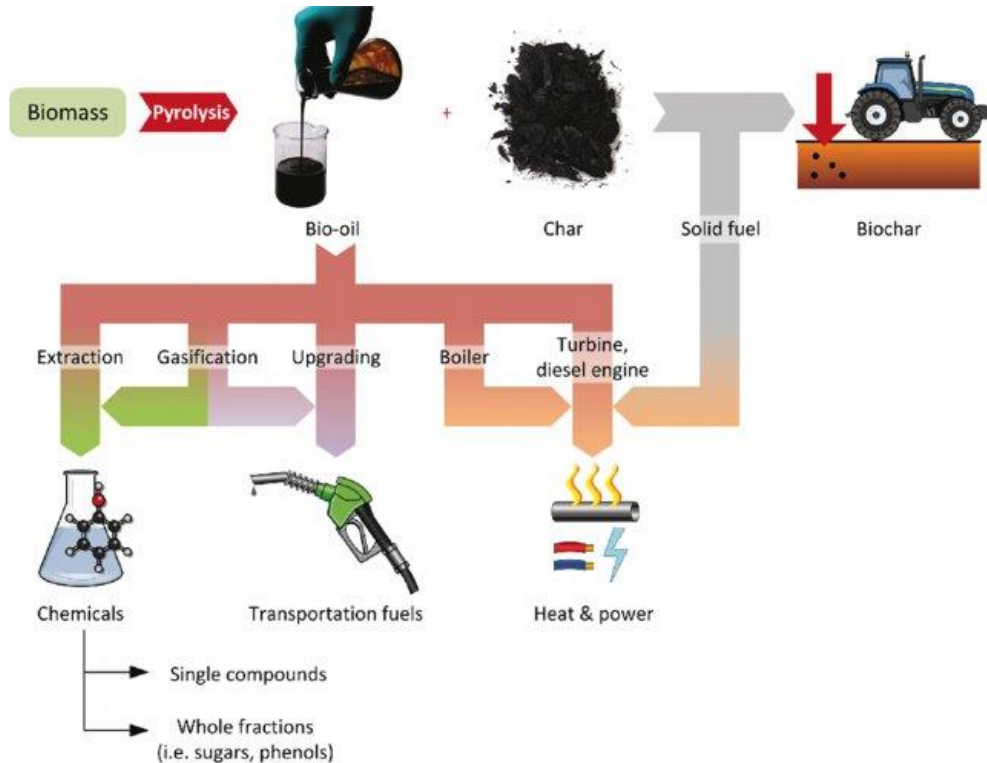 Biomass
Pyrolysis
+
Bio-oil
Char
Solid fuel
Biochar
Extraction
Gasification
Upgrading
Boiler
Turbine,
diesel engine
Chemicals
Transportation fuels
Heat & power
Single compounds
Whole fractions
(i.e. sugars, phenols)